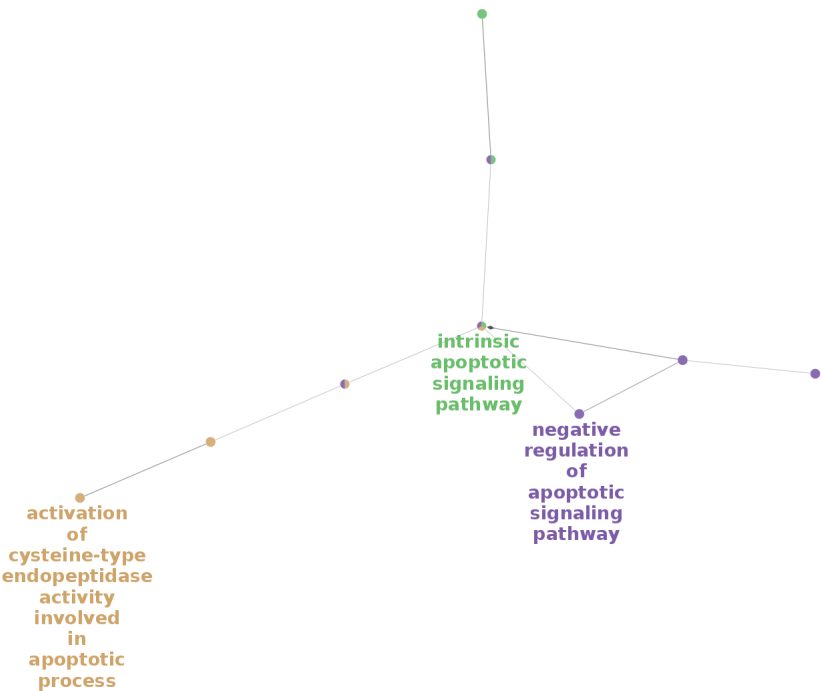 intrinsic
apoptotic
signaling
pathway
negative
regulation
of
apoptotic
signaling
pathway
activation
of
cysteine-type
endopeptidase
activity
involved
in
apoptotic
process